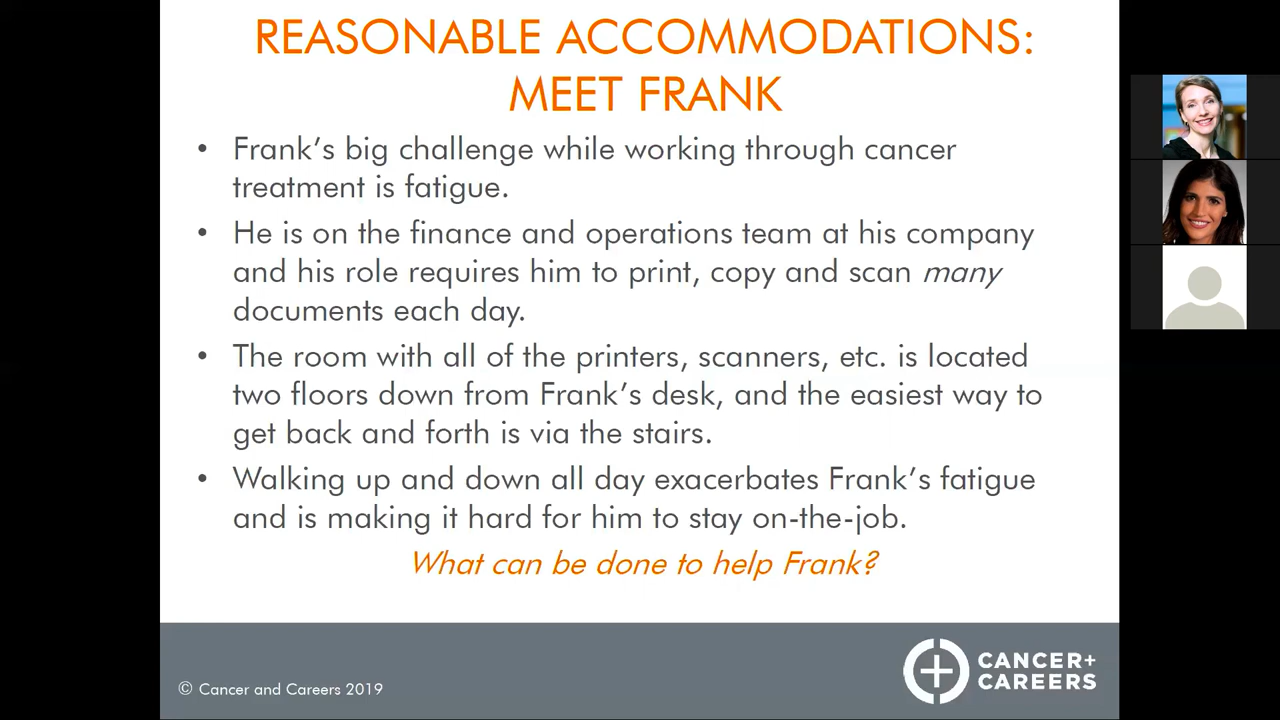 REASONABLE ACCOMMODATIONS:
MEET FRANK
• Frank's big challenge while working through cancer
treatment is fatigue.
• He is on the finance and operations team at his company
and his role requires him to print, copy and scan many
documents each day.
• The room with all of the printers, scanners, etc. is located
two floors down from Frank's desk, and the easiest way to
get back and forth is via the stairs.
• Walking up and down all day exacerbates Frank's fatigue
and is making it hard for him to stay on-the-job.
What can be done to help Frank?
© Cancer and Careers 2019
CANCER+
CAREERS